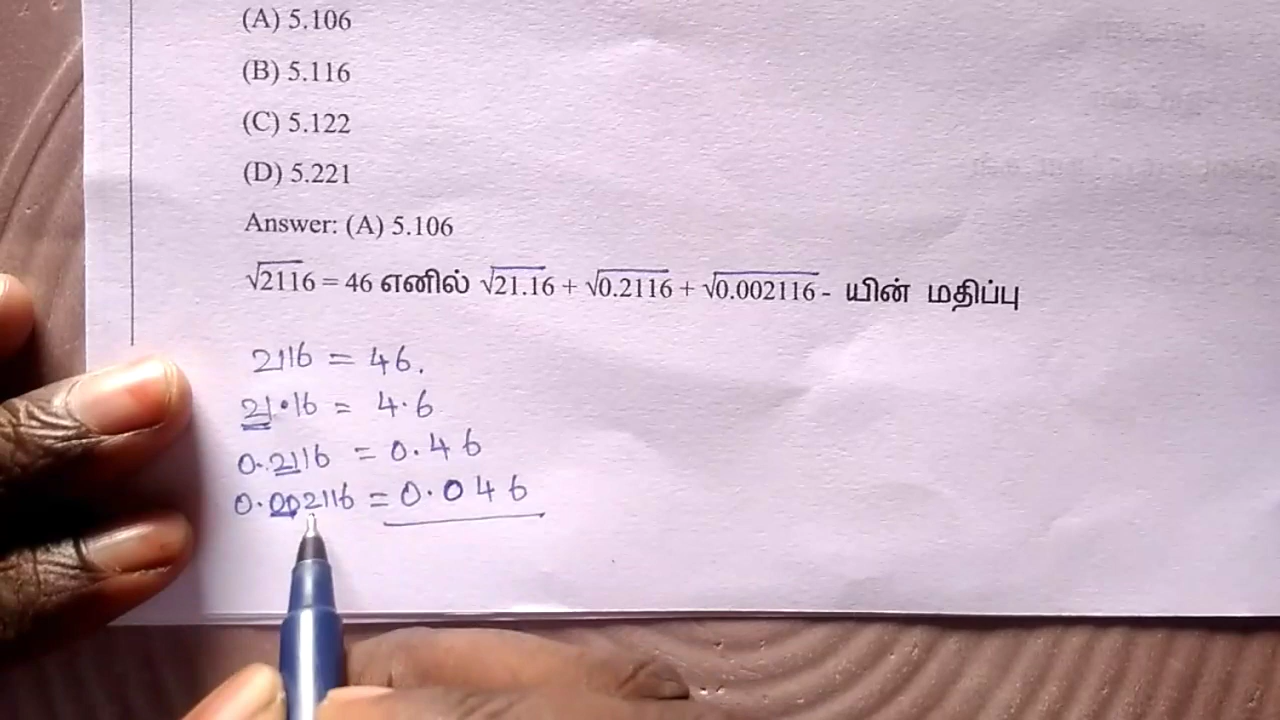 (A) 5.106
(B) 5.116
(C) 5.122
(D) 5.221
Answer: (A) 5.106
√2116 = 46 எனில் √21.16 + √0.2116 + √0.002116 - யின் மதிப்பு
2116 = 46.
21.16 = 4.6
0.2116 = 0.46
0.002116 = 0.046